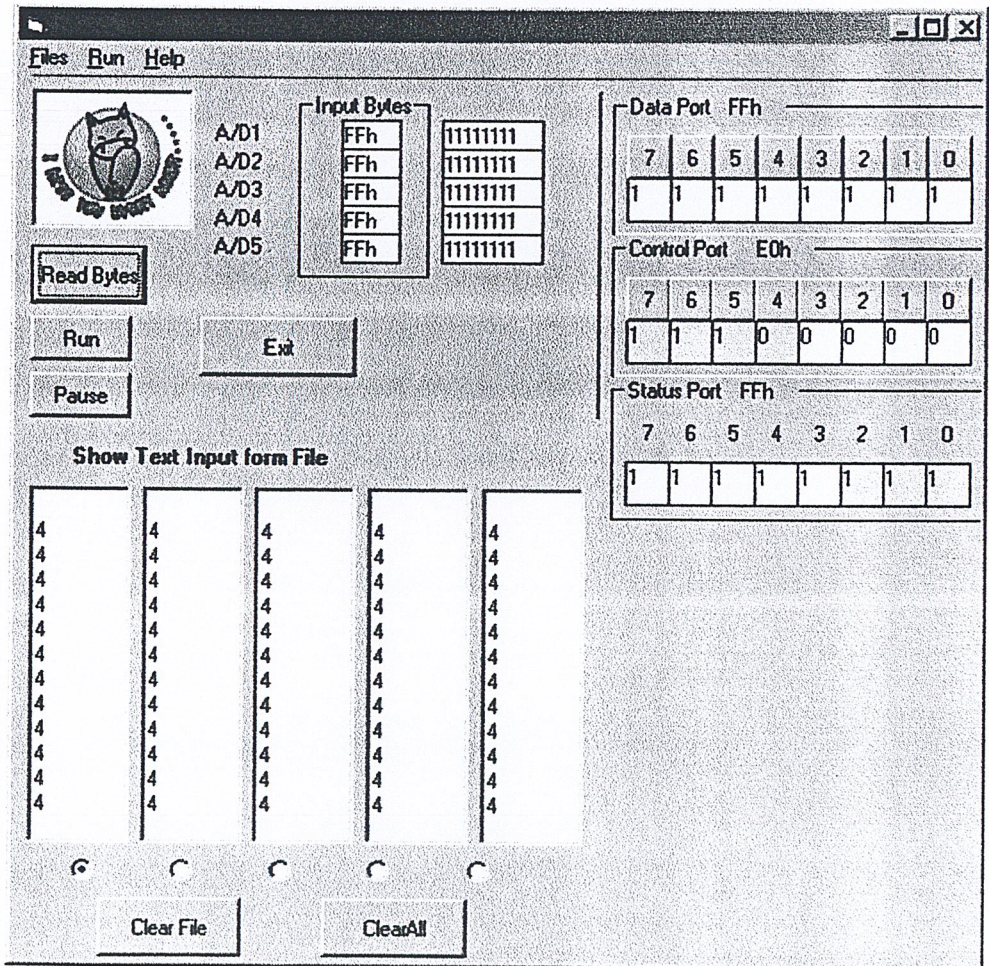 Files Run Help
Input Bytes
A/D1 FFh 11111111
A/D2 FFh 11111111
A/D3 FFh 11111111
A/D4 FFh 11111111
A/D5 FFh 11111111
Read Bytes
Run
Exit
Pause
Data Port FFh
7 6 5 4 3 2 1 0
1 1 1 1 1 1 1 1
Control Port E0h
7 6 5 4 3 2 1 0
1 1 1 0 0 0 0 0
Status Port FFh
7 6 5 4 3 2 1 0
1 1 1 1 1 1 1 1
Show Text Input form File
4 4 4 4 4
4 4 4 4 4
4 4 4 4 4
4 4 4 4 4
4 4 4 4 4
4 4 4 4 4
4 4 4 4 4
4 4 4 4 4
4 4 4 4 4
4 4 4 4 4
4 4 4 4 4
4 4 4 4 4
Clear File
ClearAll